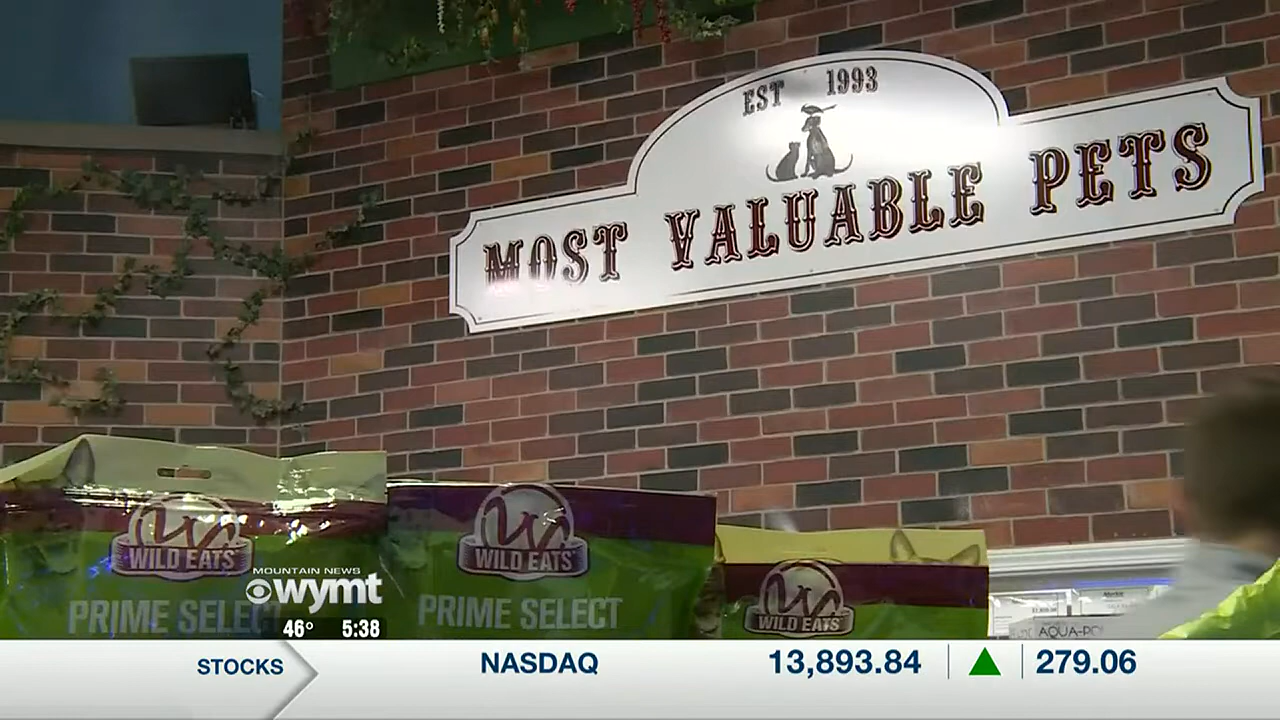 EST 1993
MOST VALUABLE PETS
WILD EATS
PRIME SELECT
WILD EATS
PRIME SELECT
WILD EATS
AQUA-
MOUNTAIN NEWS
wymt
46° 5:38
STOCKS NASDAQ 13,893.84 279.06